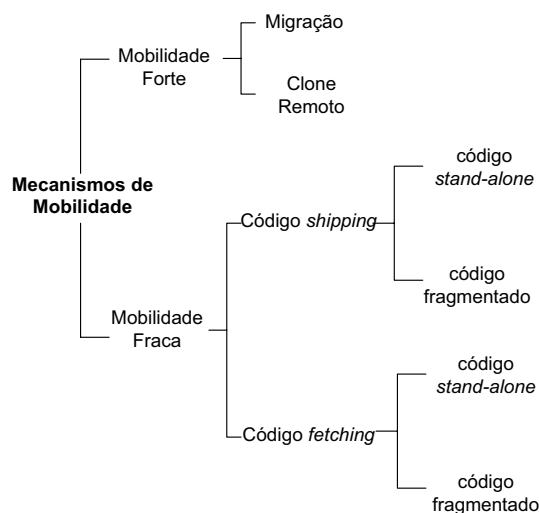 Migração
Mobilidade
Forte
Clone
Remoto
Mecanismos de
Mobilidade
código
stand-alone
Código shipping
código
fragmentado
Mobilidade
Fraca
código
stand-alone
Código fetching
código
fragmentado